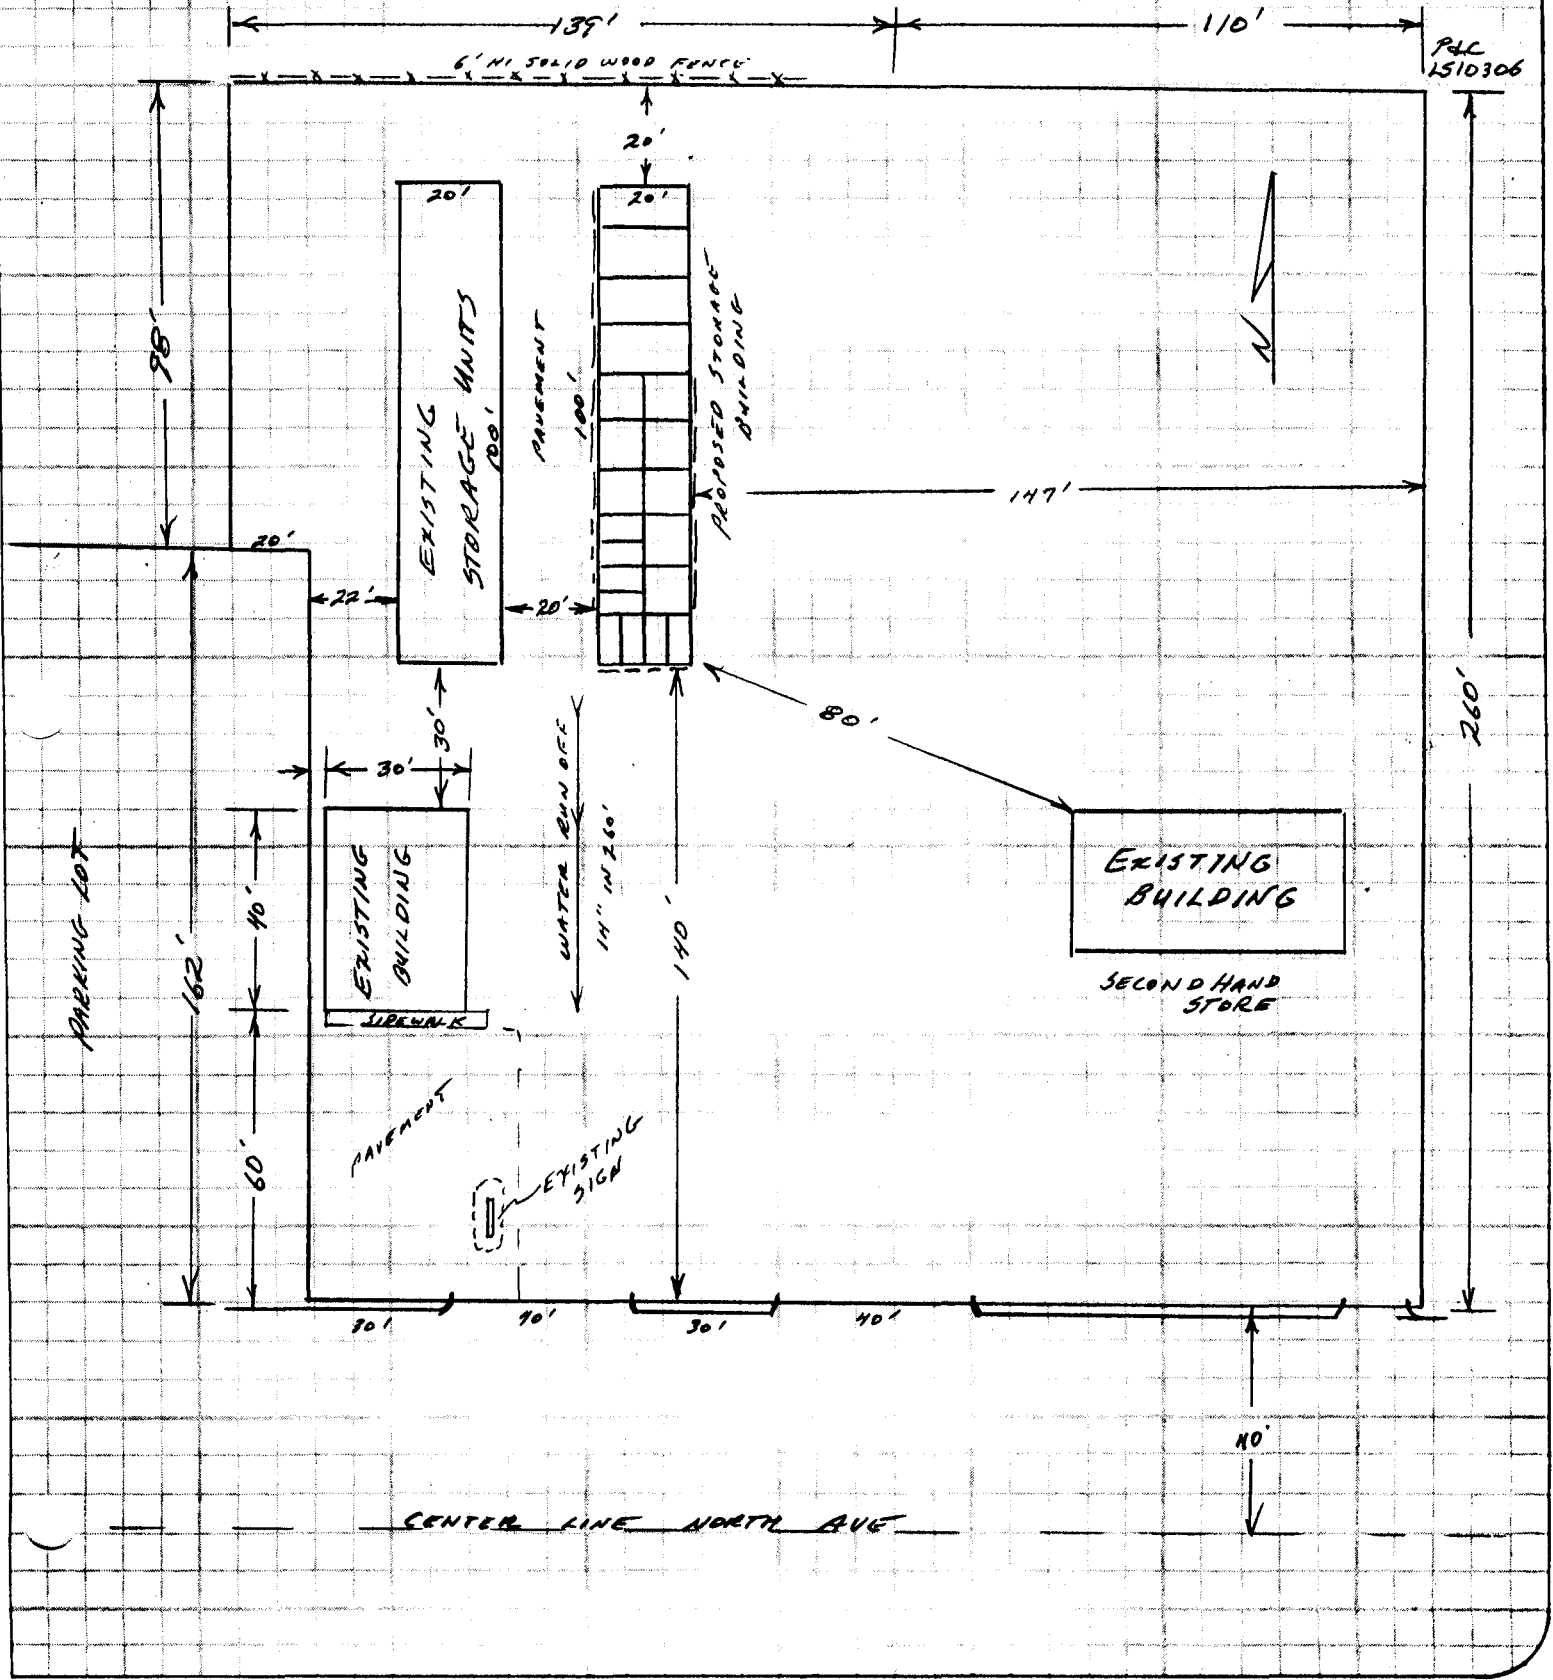 139'
110'
P&C
LS10306
6' HI SOLID WOOD FENCE
20'
20'
20'
98'
EXISTING
STORAGE UNITS
100'
PAVEMENT
100'
PROPOSED STORAGE
BUILDING
N
147'
20'
22'
20'
260'
80'
30'
30'
WATER RUN OFF
14" IN 260'
140'
PARKING LOT
162'
40'
EXISTING
BUILDING
SIDEWALK
EXISTING
BUILDING
SECOND HAND
STORE
60'
PAVEMENT
EXISTING
SIGN
30'
40'
30'
40'
40'
CENTER LINE NORTH AVE